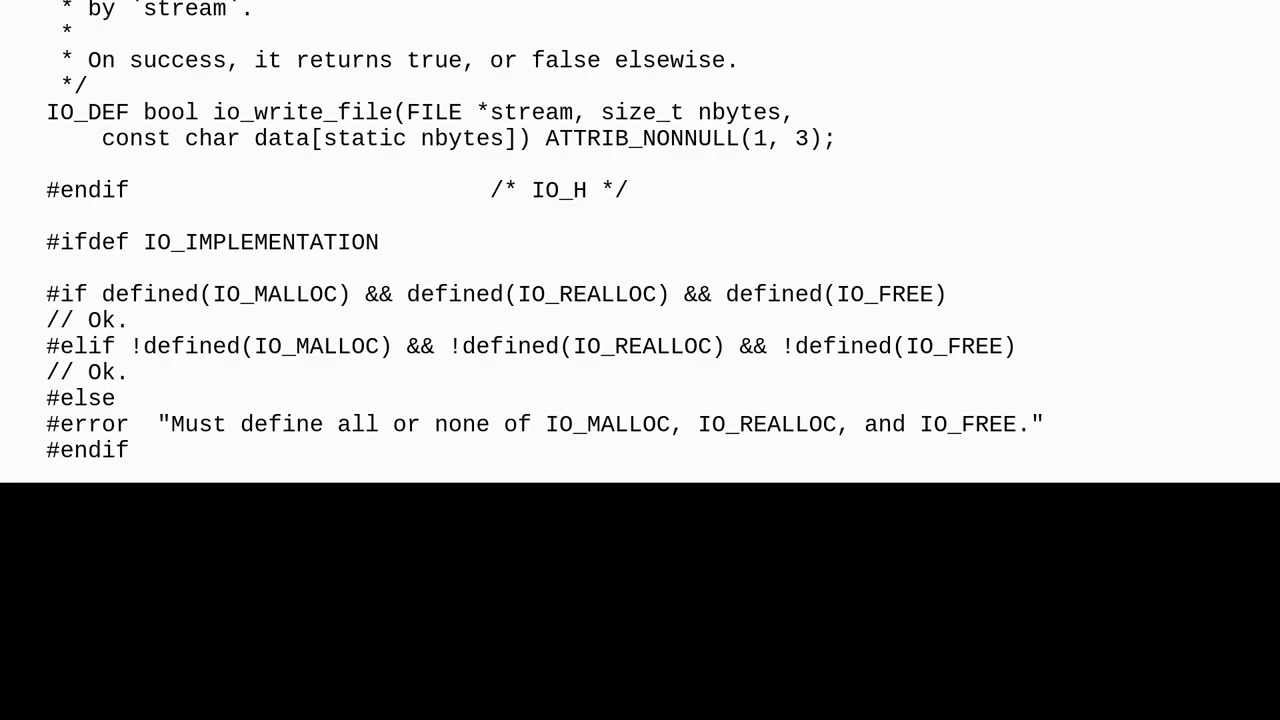 * by `stream`.
 *
 * On success, it returns true, or false elsewise.
 */
IO_DEF bool io_write_file(FILE *stream, size_t nbytes,
    const char data[static nbytes]) ATTRIB_NONNULL(1, 3);

#endif                          /* IO_H */

#ifdef IO_IMPLEMENTATION

#if defined(IO_MALLOC) && defined(IO_REALLOC) && defined(IO_FREE)
// Ok.
#elif !defined(IO_MALLOC) && !defined(IO_REALLOC) && !defined(IO_FREE)
// Ok.
#else
#error  "Must define all or none of IO_MALLOC, IO_REALLOC, and IO_FREE."
#endif